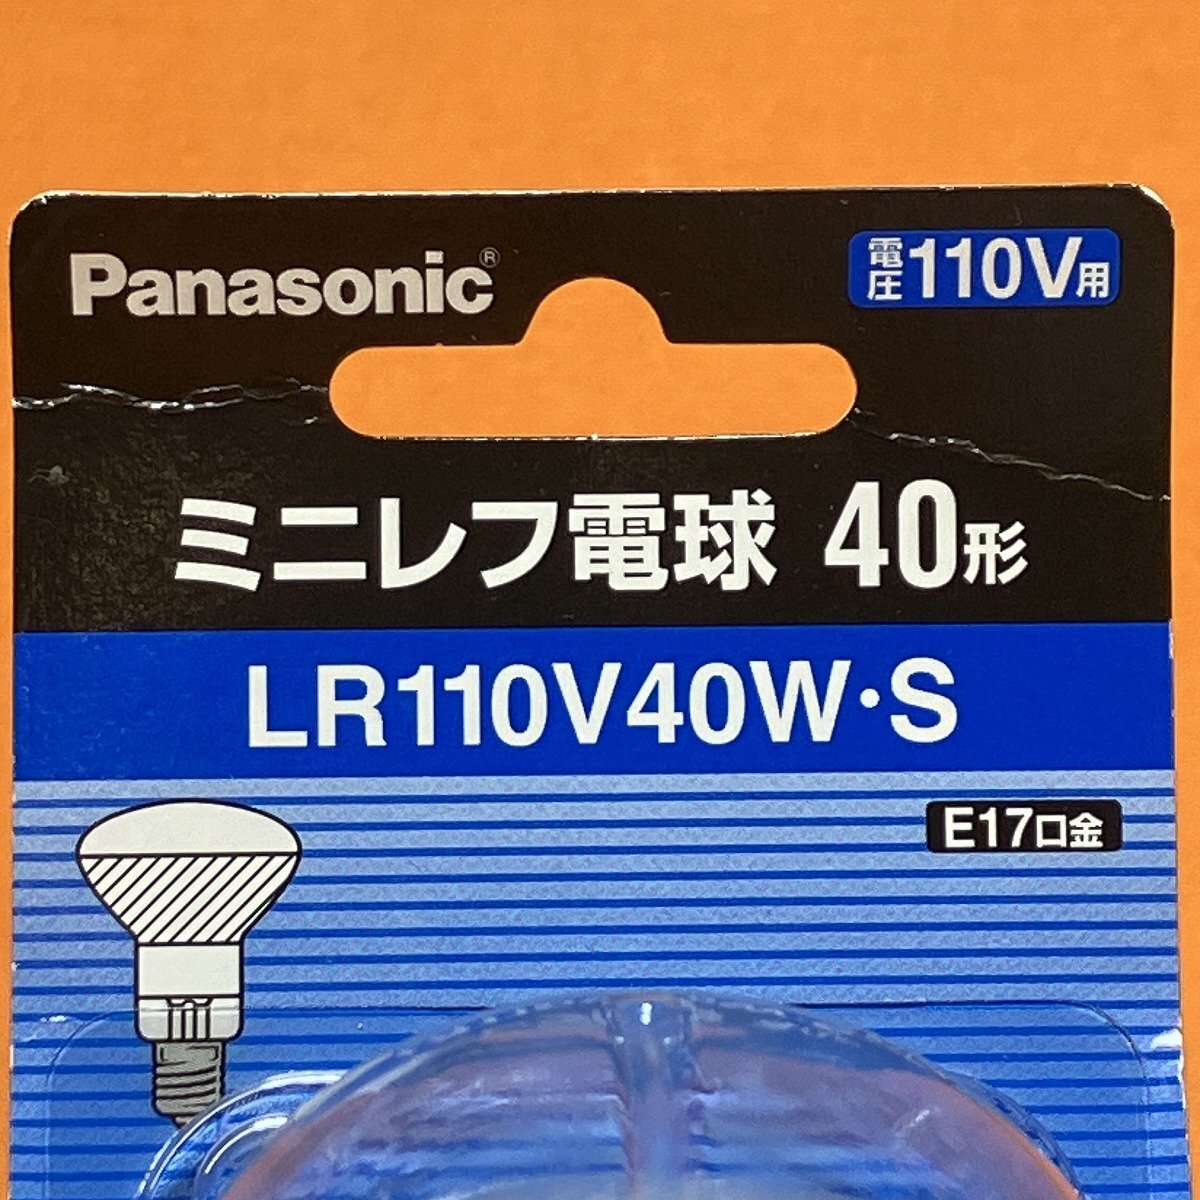 Panasonic®
電圧110V用
ミニレフ電球 40形
LR110V40W・S
E17口金